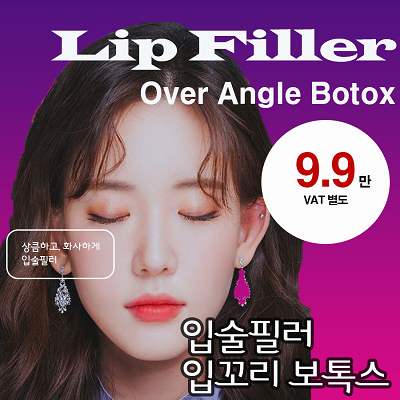 Lip Filler
Over Angle Botox
9.9만
VAT 별도
상큼하고, 화사하게
입술필러
입술필러
입꼬리 보톡스